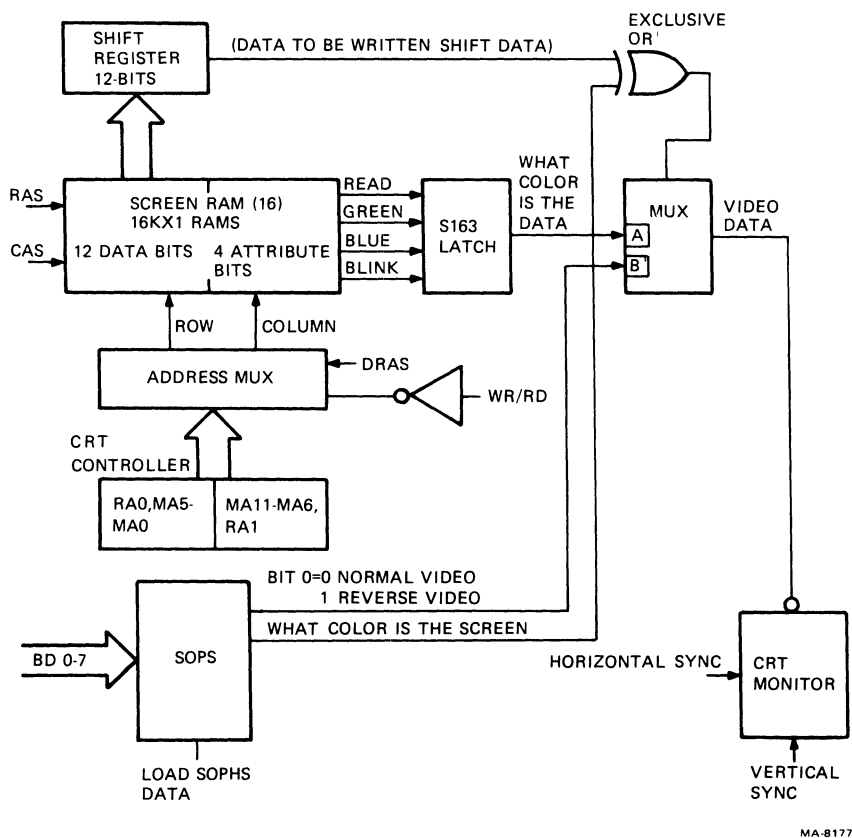 EXCLUSIVE
OR'
SHIFT
REGISTER
12-BITS
(DATA TO BE WRITTEN SHIFT DATA)
RAS
CAS
SCREEN RAM (16)
16KX1 RAMS
12 DATA BITS
4 ATTRIBUTE
BITS
READ
GREEN
BLUE
BLINK
S163
LATCH
WHAT
COLOR
IS THE
DATA
MUX
A
B
VIDEO
DATA
ROW
COLUMN
ADDRESS MUX
DRAS
WR/RD
CRT
CONTROLLER
RA0,MA5-
MA0
MA11-MA6,
RA1
BIT 0=0 NORMAL VIDEO
1 REVERSE VIDEO
WHAT COLOR IS THE SCREEN
BD 0-7
SOPS
LOAD SOPHS
DATA
HORIZONTAL SYNC
CRT
MONITOR
VERTICAL
SYNC
MA-8177